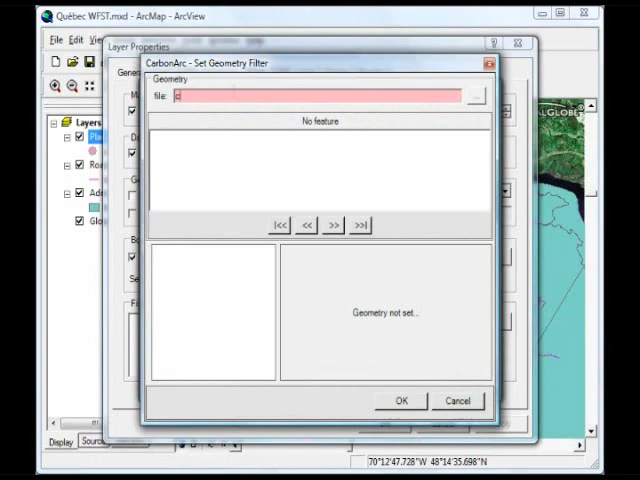 Québec WFST.mxd - ArcMap - ArcView
File Edit
Layer Properties
CarbonArc - Set Geometry Filter
Geometry
file: c
...
No feature
|<< << >> >>|
Geometry not set...
OK Cancel
Layers
Display
70°12'47.728"W 48°14'35.698"N